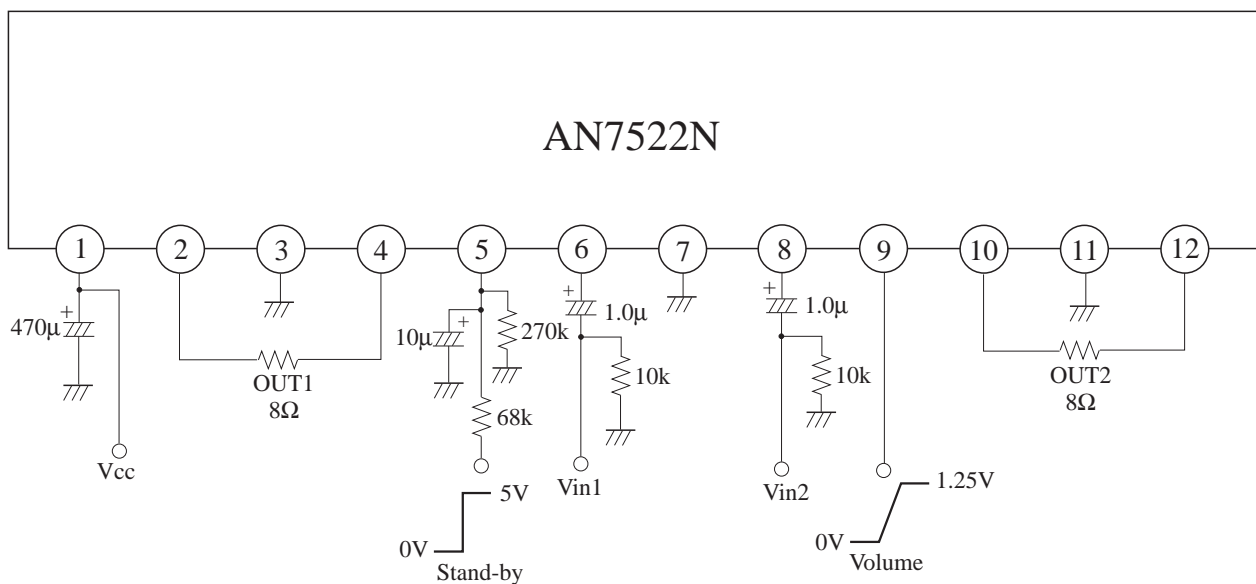 AN7522N
1 2 3 4 5 6 7 8 9 10 11 12
470μ +
+ 10μ
270k
+ 1.0μ
+ 1.0μ
OUT1
8Ω
68k
10k
10k
OUT2
8Ω
Vcc
Vin1
Vin2
5V
0V
Stand-by
1.25V
0V
Volume